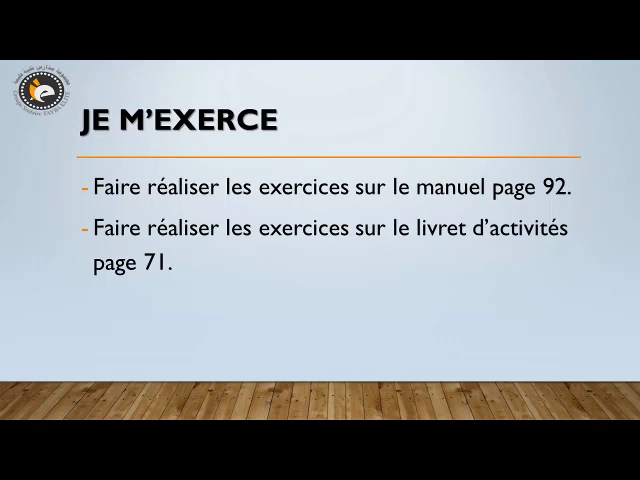 JE M’EXERCE
- Faire réaliser les exercices sur le manuel page 92.
- Faire réaliser les exercices sur le livret d’activités
page 71.